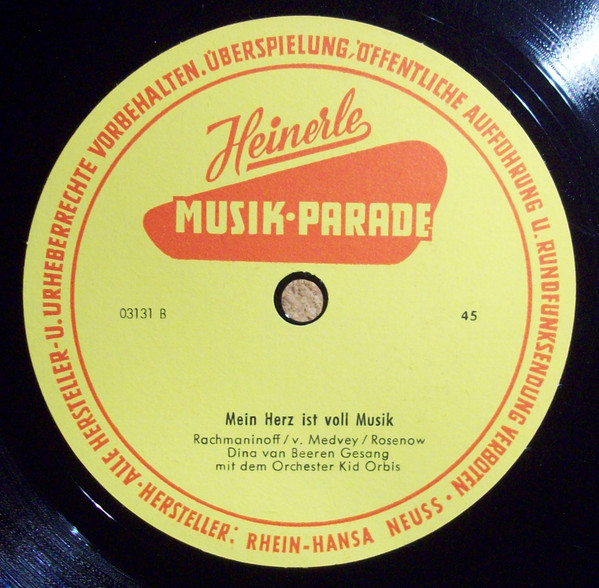 ALLE HERSTELLER-U. URHEBERRECHTE VORBEHALTEN. ÜBERSPIELUNG, ÖFFENTLICHE AUFFÜHRUNG U. RUNDFUNKSENDUNG VERBOTEN •
Heinerle
MUSIK•PARADE
03131 B
45
Mein Herz ist voll Musik
Rachmaninoff / v. Medvey / Rosenow
Dina van Beeren Gesang
mit dem Orchester Kid Orbis
HERSTELLER: RHEIN-HANSA NEUSS •